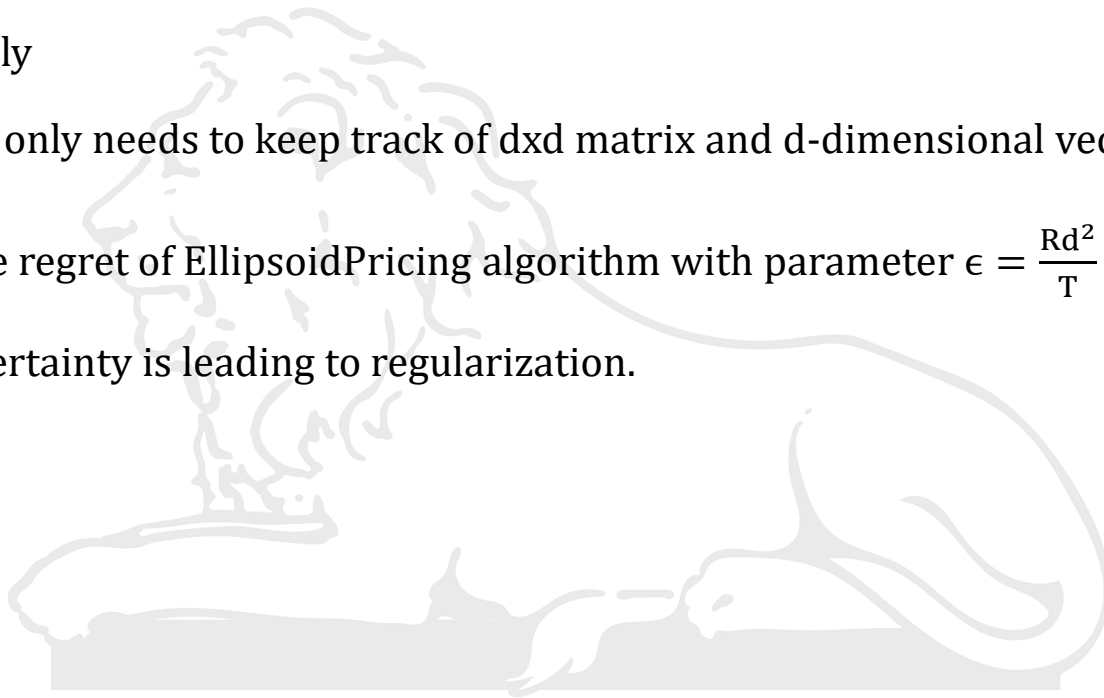 ly
only needs to keep track of dxd matrix and d-dimensional vec
e regret of EllipsoidPricing algorithm with parameter ϵ = Rd²/T
ertainty is leading to regularization.